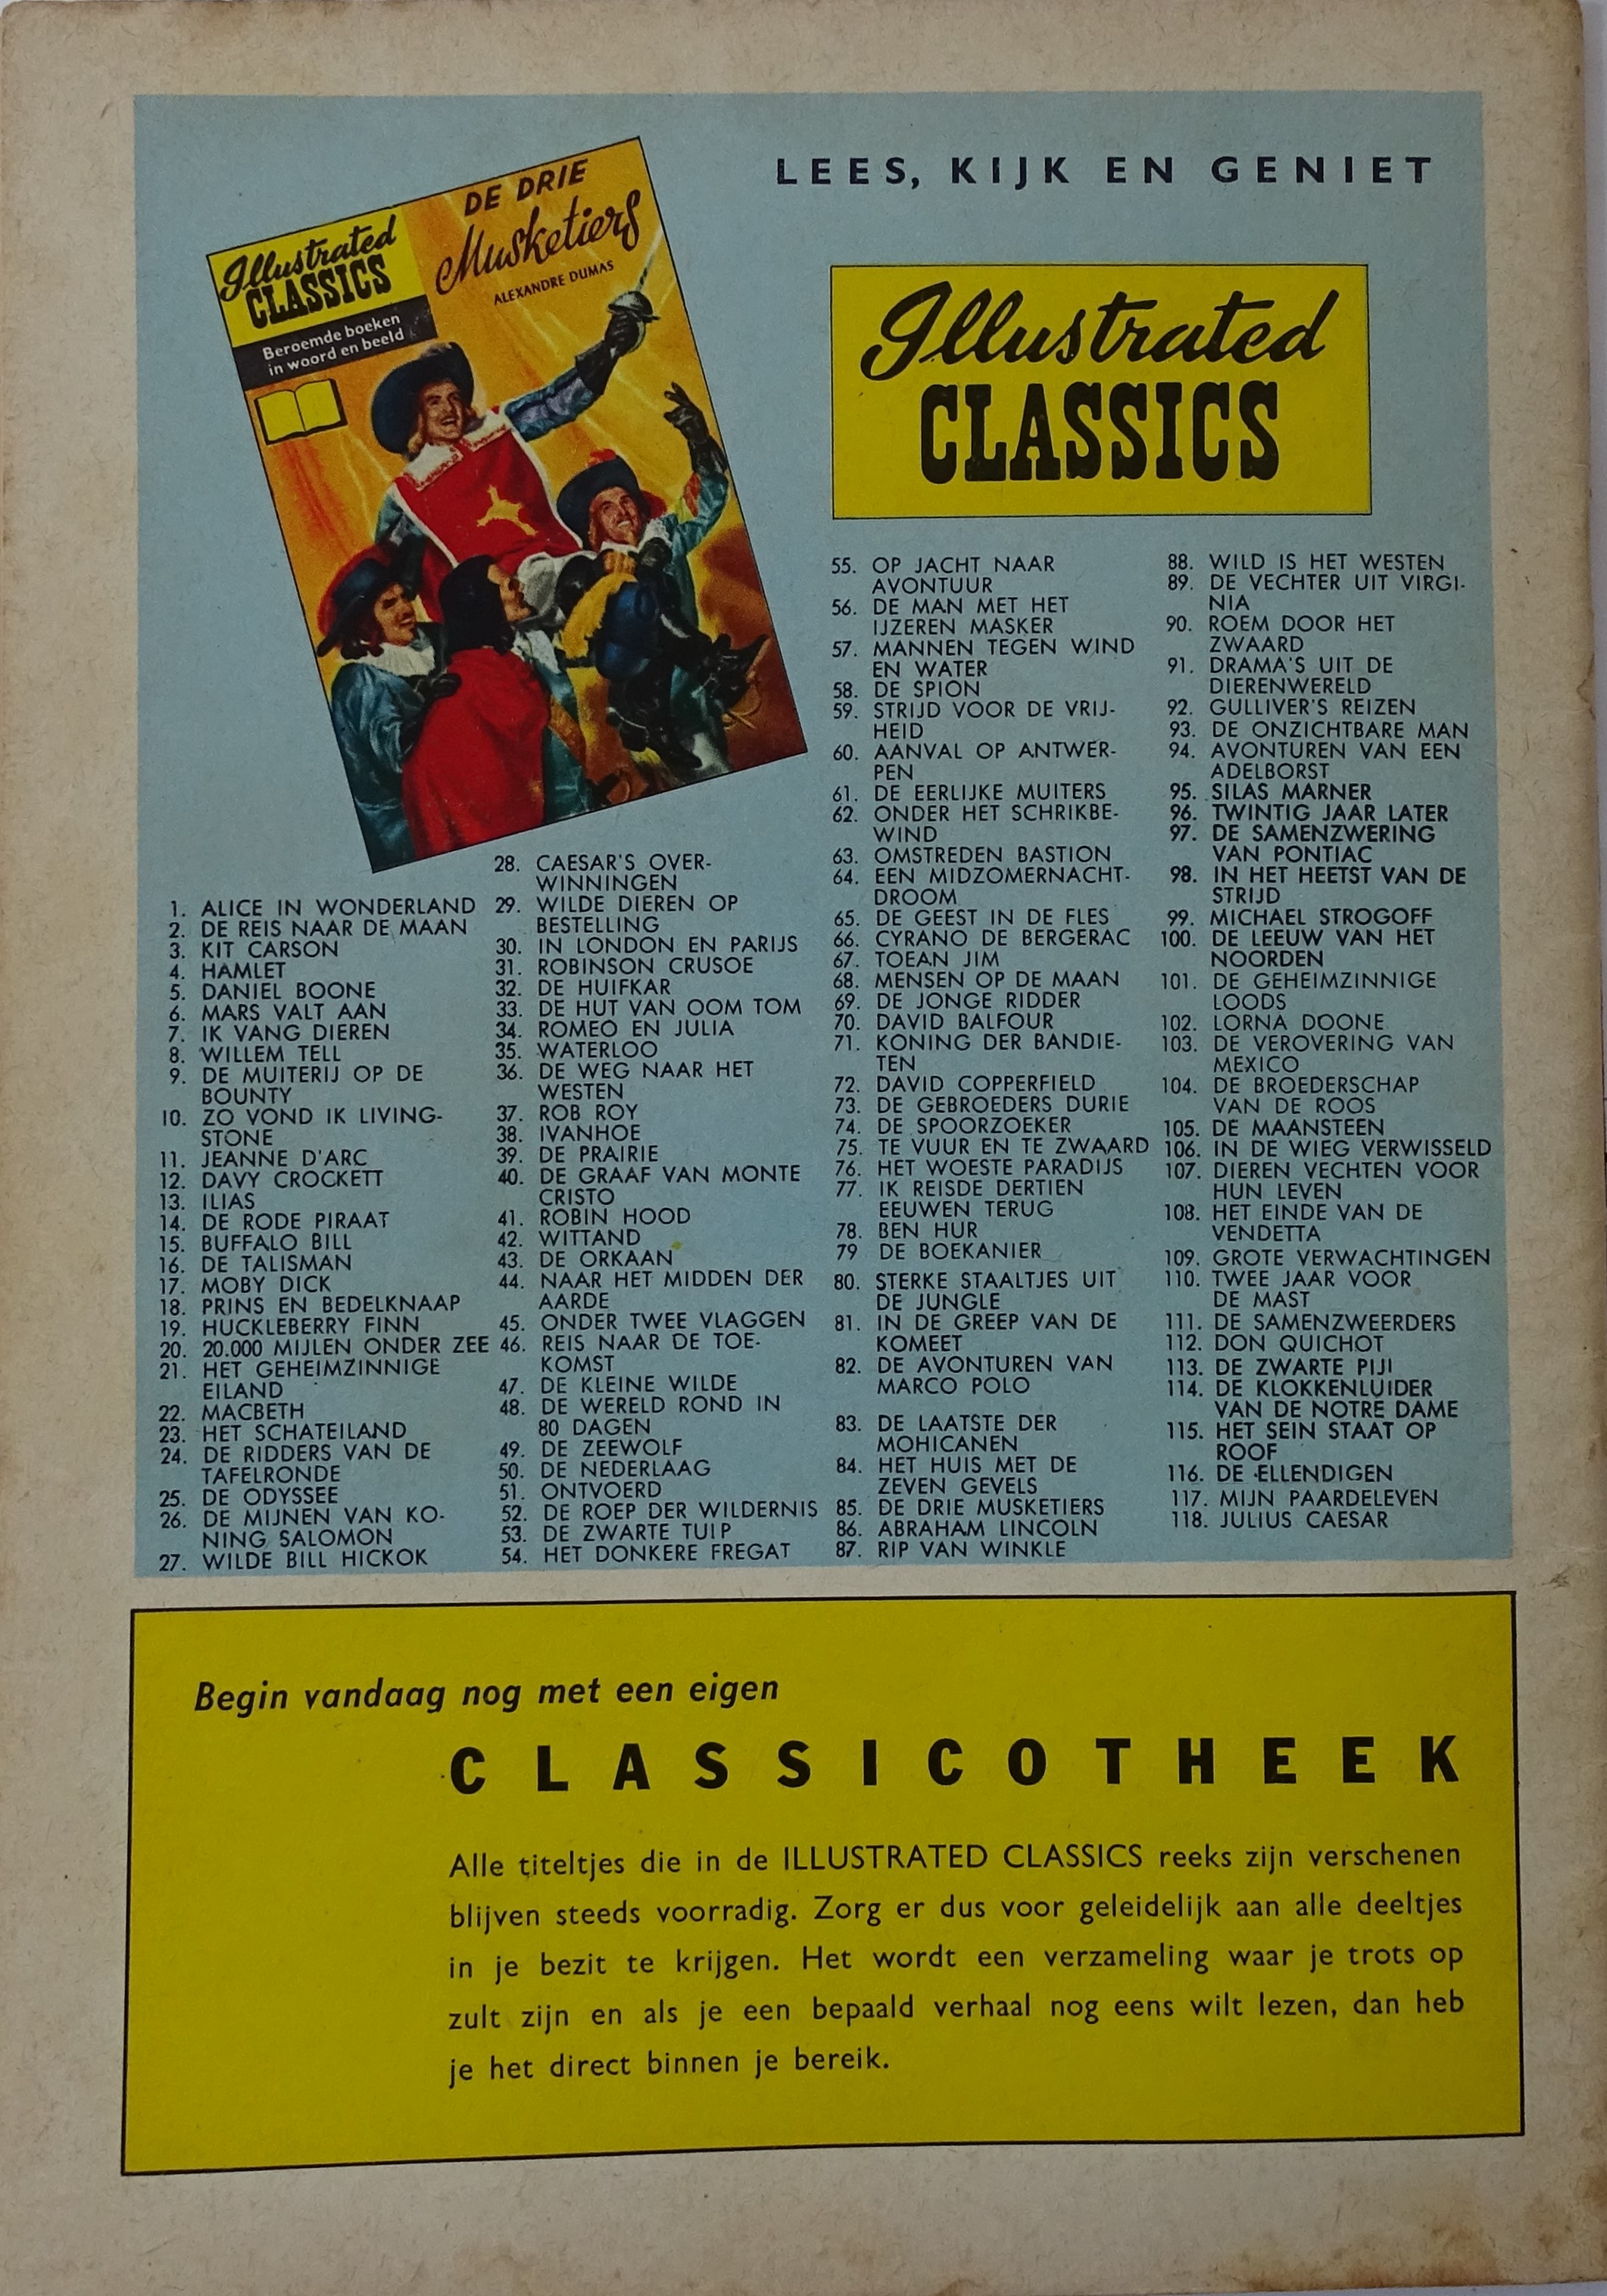 LEES, KIJK EN GENIET
DE DRIE
Musketiers
ALEXANDRE DUMAS
Illustrated
CLASSICS
Beroemde boeken
in woord en beeld
Illustrated
CLASSICS
1. ALICE IN WONDERLAND
2. DE REIS NAAR DE MAAN
3. KIT CARSON
4. HAMLET
5. DANIEL BOONE
6. MARS VALT AAN
7. IK VANG DIEREN
8. WILLEM TELL
9. DE MUITERIJ OP DE
BOUNTY
10. ZO VOND IK LIVING-
STONE
11. JEANNE D'ARC
12. DAVY CROCKETT
13. ILIAS
14. DE RODE PIRAAT
15. BUFFALO BILL
16. DE TALISMAN
17. MOBY DICK
18. PRINS EN BEDELKNAAP
19. HUCKLEBERRY FINN
20. 20.000 MIJLEN ONDER ZEE
21. HET GEHEIMZINNIGE
EILAND
22. MACBETH
23. HET SCHATEILAND
24. DE RIDDERS VAN DE
TAFELRONDE
25. DE ODYSSEE
26. DE MIJNEN VAN KO-
NING SALOMON
27. WILDE BILL HICKOK
28. CAESAR'S OVER-
WINNINGEN
29. WILDE DIEREN OP
BESTELLING
30. IN LONDON EN PARIJS
31. ROBINSON CRUSOE
32. DE HUIFKAR
33. DE HUT VAN OOM TOM
34. ROMEO EN JULIA
35. WATERLOO
36. DE WEG NAAR HET
WESTEN
37. ROB ROY
38. IVANHOE
39. DE PRAIRIE
40. DE GRAAF VAN MONTE
CRISTO
41. ROBIN HOOD
42. WITTAND
43. DE ORKAAN
44. NAAR HET MIDDEN DER
AARDE
45. ONDER TWEE VLAGGEN
46. REIS NAAR DE TOE-
KOMST
47. DE KLEINE WILDE
48. DE WERELD ROND IN
80 DAGEN
49. DE ZEEWOLF
50. DE NEDERLAAG
51. ONTVOERD
52. DE ROEP DER WILDERNIS
53. DE ZWARTE TULP
54. HET DONKERE FREGAT
55. OP JACHT NAAR
AVONTUUR
56. DE MAN MET HET
IJZEREN MASKER
57. MANNEN TEGEN WIND
EN WATER
58. DE SPION
59. STRIJD VOOR DE VRIJ-
HEID
60. AANVAL OP ANTWER-
PEN
61. DE EERLIJKE MUITERS
62. ONDER HET SCHRIKBE-
WIND
63. OMSTREDEN BASTION
64. EEN MIDZOMERNACHT-
DROOM
65. DE GEEST IN DE FLES
66. CYRANO DE BERGERAC
67. TOEAN JIM
68. MENSEN OP DE MAAN
69. DE JONGE RIDDER
70. DAVID BALFOUR
71. KONING DER BANDIE-
TEN
72. DAVID COPPERFIELD
73. DE GEBROEDERS DURIE
74. DE SPOORZOEKER
75. TE VUUR EN TE ZWAARD
76. HET WOESTE PARADIJS
77. IK REISDE DERTIEN
EEUWEN TERUG
78. BEN HUR
79 DE BOEKANIER
80. STERKE STAALTJES UIT
DE JUNGLE
81. IN DE GREEP VAN DE
KOMEET
82. DE AVONTUREN VAN
MARCO POLO
83. DE LAATSTE DER
MOHICANEN
84. HET HUIS MET DE
ZEVEN GEVELS
85. DE DRIE MUSKETIERS
86. ABRAHAM LINCOLN
87. RIP VAN WINKLE
88. WILD IS HET WESTEN
89. DE VECHTER UIT VIRGI-
NIA
90. ROEM DOOR HET
ZWAARD
91. DRAMA'S UIT DE
DIERENWERELD
92. GULLIVER'S REIZEN
93. DE ONZICHTBARE MAN
94. AVONTUREN VAN EEN
ADELBORST
95. SILAS MARNER
96. TWINTIG JAAR LATER
97. DE SAMENZWERING
VAN PONTIAC
98. IN HET HEETST VAN DE
STRIJD
99. MICHAEL STROGOFF
100. DE LEEUW VAN HET
NOORDEN
101. DE GEHEIMZINNIGE
LOODS
102. LORNA DOONE
103. DE VEROVERING VAN
MEXICO
104. DE BROEDERSCHAP
VAN DE ROOS
105. DE MAANSTEEN
106. IN DE WIEG VERWISSELD
107. DIEREN VECHTEN VOOR
HUN LEVEN
108. HET EINDE VAN DE
VENDETTA
109. GROTE VERWACHTINGEN
110. TWEE JAAR VOOR
DE MAST
111. DE SAMENZWEERDERS
112. DON QUICHOT
113. DE ZWARTE PIJI
114. DE KLOKKENLUIDER
VAN DE NOTRE DAME
115. HET SEIN STAAT OP
ROOF
116. DE ELLENDIGEN
117. MIJN PAARDELEVEN
118. JULIUS CAESAR
Begin vandaag nog met een eigen
CLASSICOTHEEK
Alle titeltjes die in de ILLUSTRATED CLASSICS reeks zijn verschenen
blijven steeds voorradig. Zorg er dus voor geleidelijk aan alle deeltjes
in je bezit te krijgen. Het wordt een verzameling waar je trots op
zult zijn en als je een bepaald verhaal nog eens wilt lezen, dan heb
je het direct binnen je bereik.